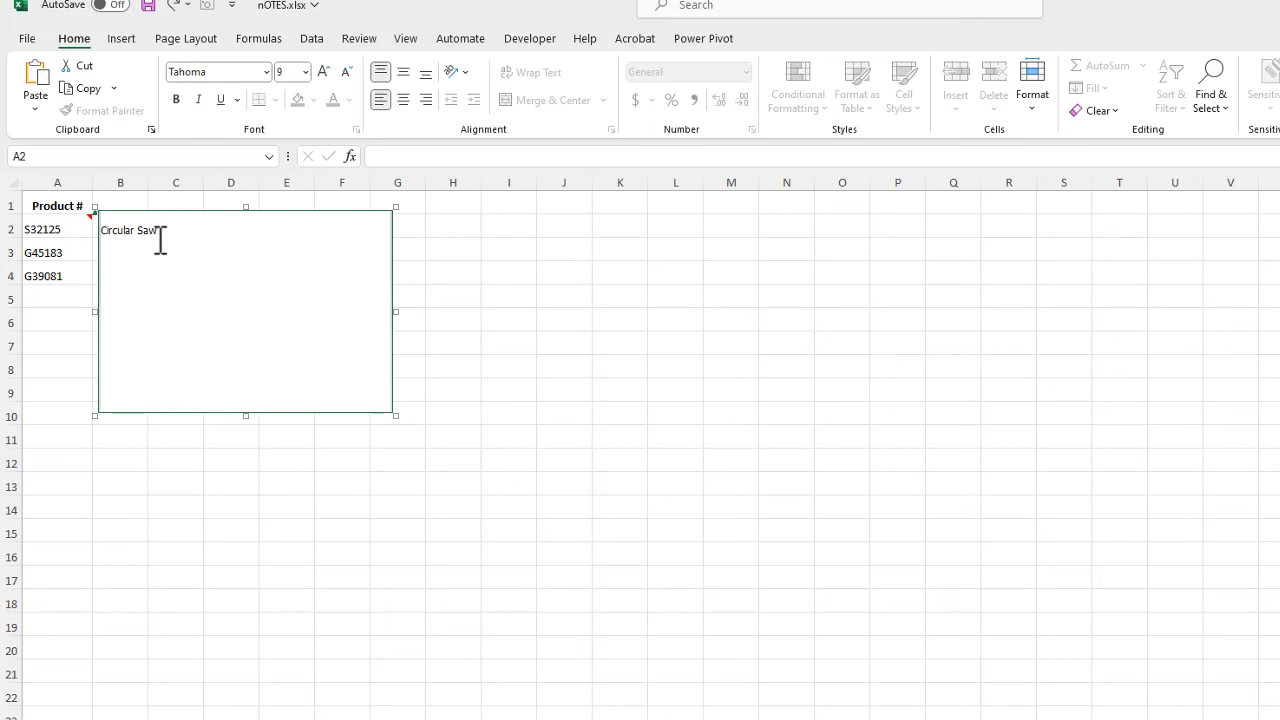 AutoSave Off nOTES.xlsx Search
File Home Insert Page Layout Formulas Data Review View Automate Developer Help Acrobat Power Pivot
Paste Cut Copy Format Painter Clipboard
Tahoma 9 B I U A Font
Wrap Text Merge & Center Alignment
General $ % Number
Conditional Formatting Format as Table Cell Styles Styles
Insert Delete Format Cells
AutoSum Fill Clear Sort & Filter Find & Select Editing
Sensitiv
Sensiti
A2 fx
A B C D E F G H I J K L M N O P Q R S T U V
1 Product #
2 S32125 Circular Saw
3 G45183
4 G39081
5
6
7
8
9
10
11
12
13
14
15
16
17
18
19
20
21
22